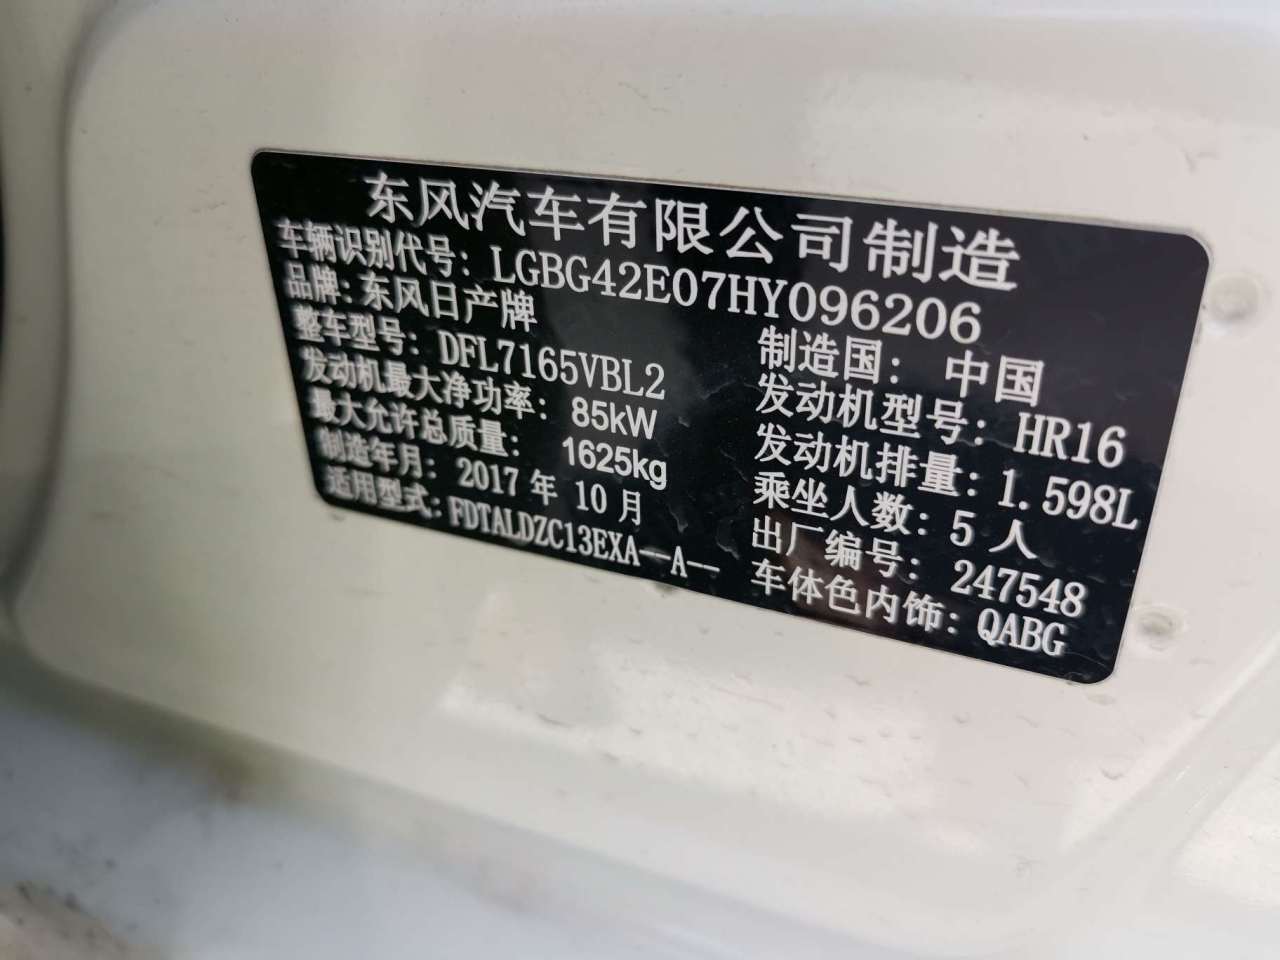 东风汽车有限公司制造
车辆识别代号: LGBG42E07HY096206
品牌: 东风日产牌
制造国: 中国
整车型号: DFL7165VBL2
发动机型号: HR16
发动机最大净功率: 85kW
发动机排量: 1.598L
最大允许总质量: 1625kg
乘坐人数: 5 人
制造年月: 2017 年 10 月
出厂编号: 247548
适用型式: FDTALDZC13EXA--A--
车体色内饰: QABG